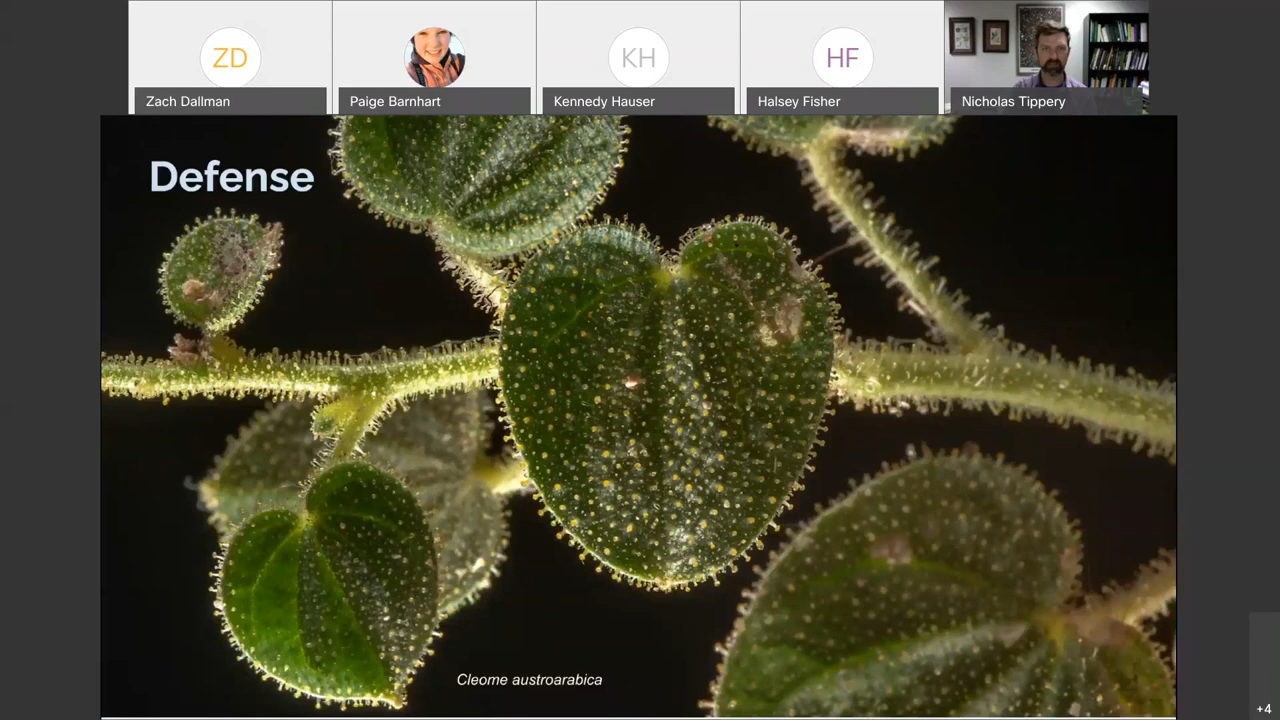 ZD
KH
HF
Zach Dallman
Paige Barnhart
Kennedy Hauser
Halsey Fisher
Nicholas Tippery
Defense
Cleome austroarabica
+4